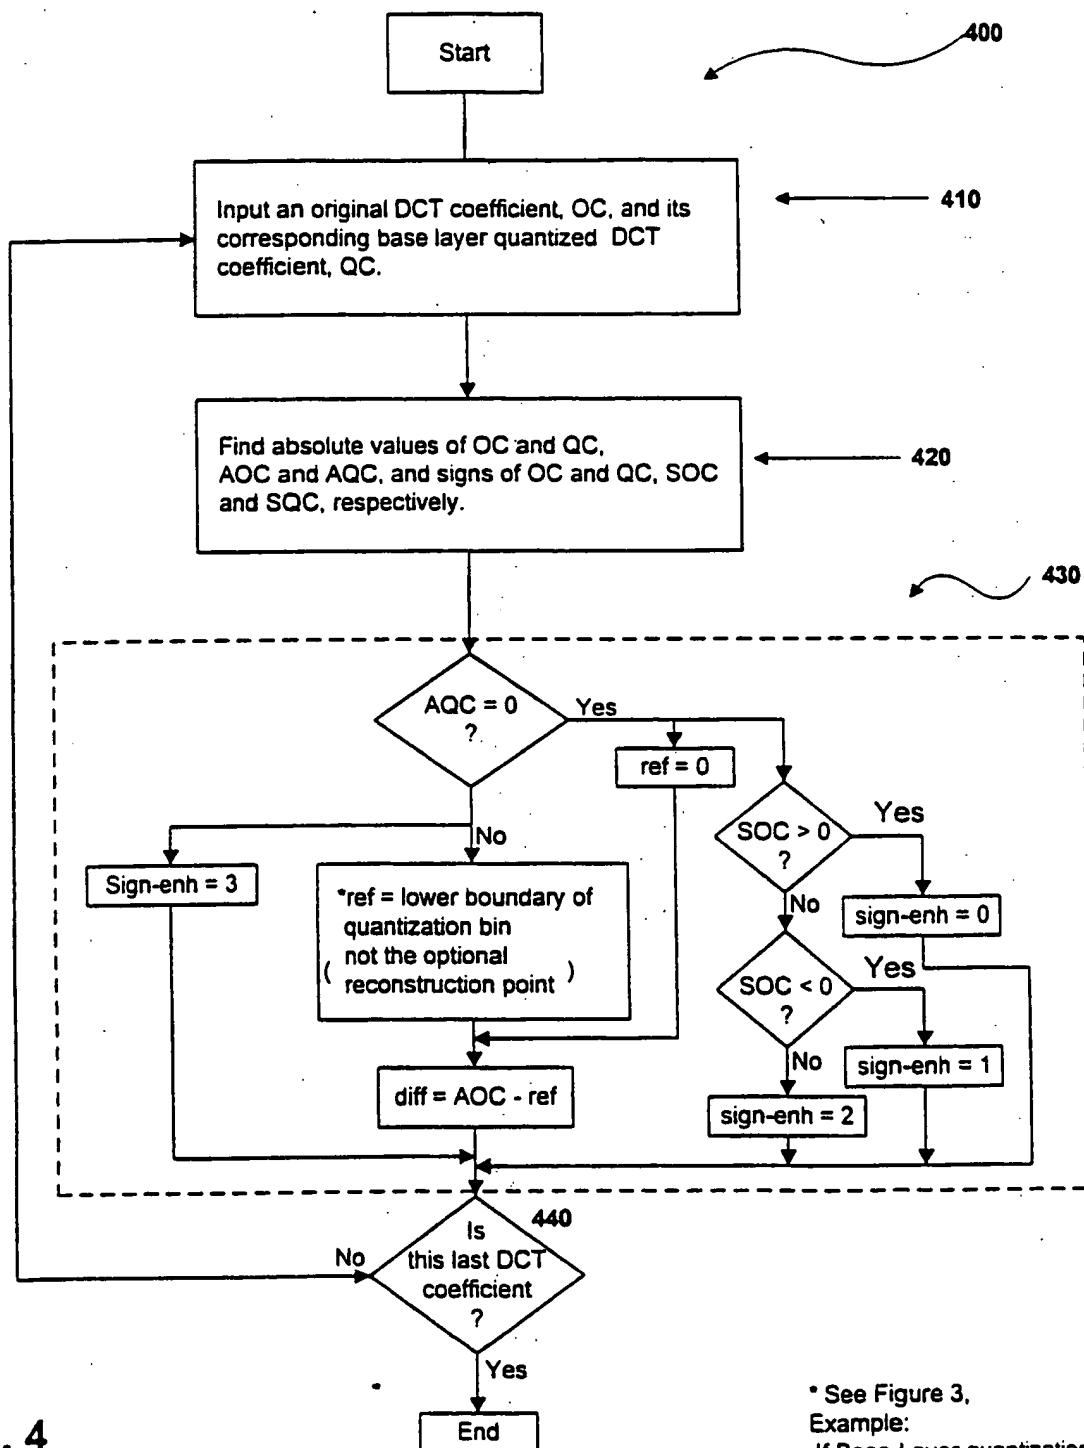 Start
400
Input an original DCT coefficient, OC, and its
corresponding base layer quantized DCT
coefficient, QC.
410
Find absolute values of OC and QC,
AOC and AQC, and signs of OC and QC, SOC
and SQC, respectively.
420
430
AQC = 0
?
Yes
ref = 0
SOC > 0
?
Yes
No
Sign-enh = 3
*ref = lower boundary of
quantization bin
not the optional
( reconstruction point )
No
sign-enh = 0
SOC < 0
?
Yes
No
diff = AOC - ref
sign-enh = 1
sign-enh = 2
440
Is
this last DCT
coefficient
?
No
Yes
End
* See Figure 3,
Example:
. 4